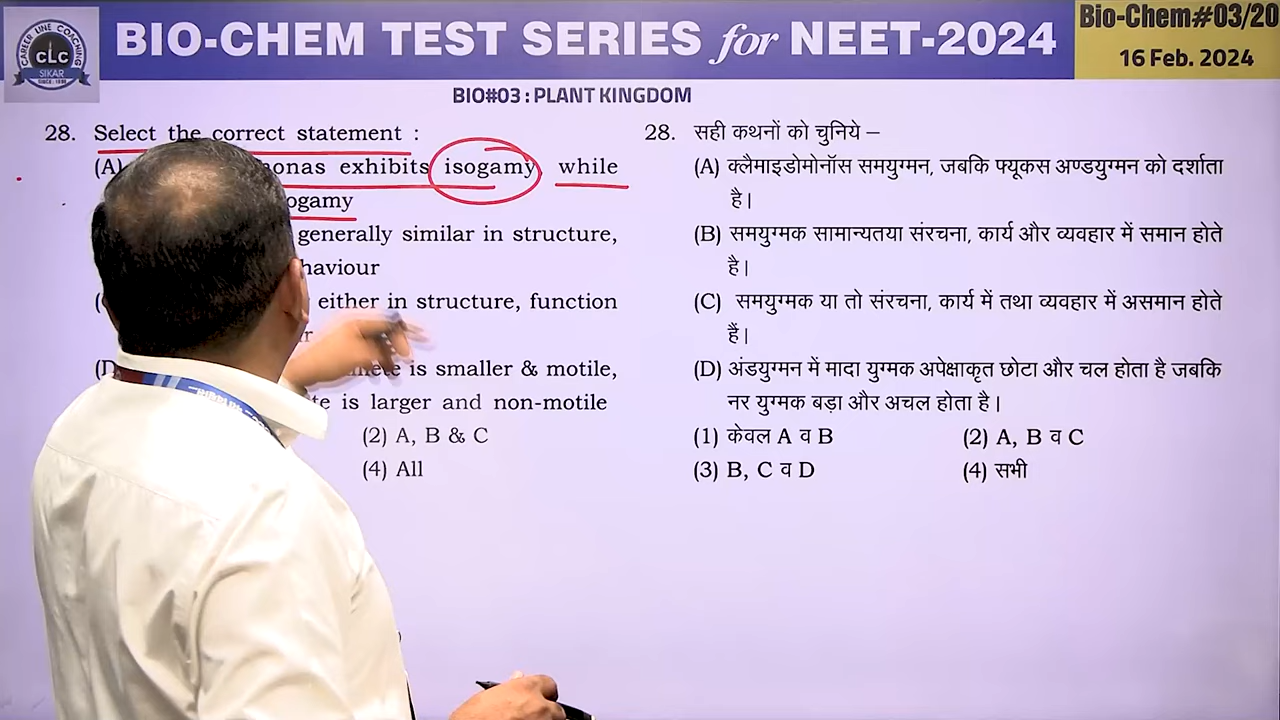 CAREER LINE COACHING
CLC
SIKAR
SINCE : 1996
BIO-CHEM TEST SERIES for NEET-2024
Bio-Chem#03/20
16 Feb. 2024
BIO#03 : PLANT KINGDOM
28. Select the correct statement :
(A) onas exhibits isogamy while
ogamy
generally similar in structure,
haviour
either in structure, function
r
(D is smaller & motile,
te is larger and non-motile
(2) A, B & C
(4) All
28. सही कथनों को चुनिये –
(A) क्लैमाइडोमोनॉस समयुग्मन, जबकि फ्यूकस अण्डयुग्मन को दर्शाता
है।
(B) समयुग्मक सामान्यतया संरचना, कार्य और व्यवहार में समान होते
है।
(C) समयुग्मक या तो संरचना, कार्य में तथा व्यवहार में असमान होते
हैं।
(D) अंडयुग्मन में मादा युग्मक अपेक्षाकृत छोटा और चल होता है जबकि
नर युग्मक बड़ा और अचल होता है।
(1) केवल A व B (2) A, B व C
(3) B, C व D (4) सभी